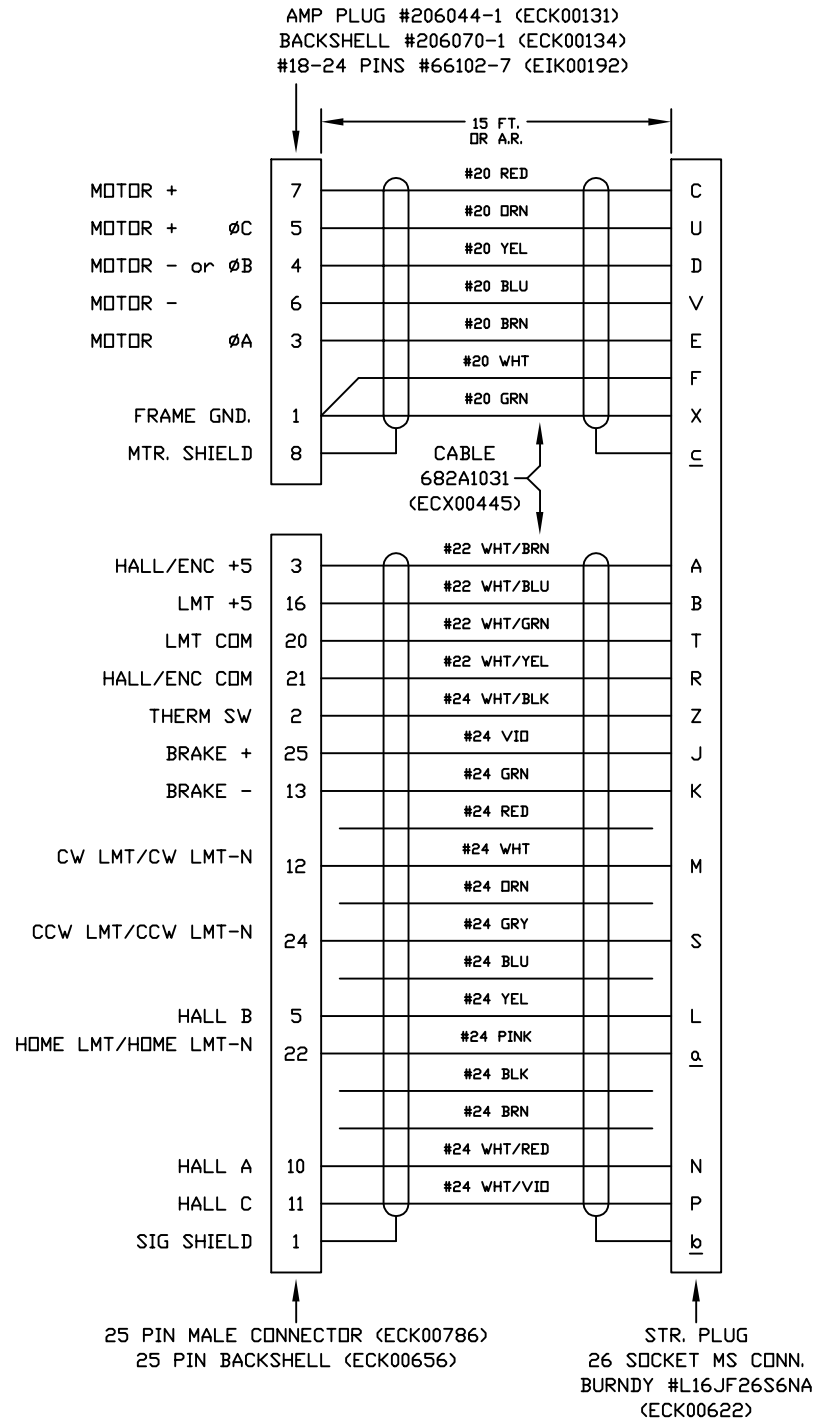 AMP PLUG #206044-1 (ECK00131)
BACKSHELL #206070-1 (ECK00134)
#18-24 PINS #66102-7 (EIK00192)
15 FT.
OR A.R.
#20 RED
MOTOR + 7 C
#20 ORN
MOTOR + øC 5 U
#20 YEL
MOTOR - or øB 4 D
#20 BLU
MOTOR - 6 V
#20 BRN
MOTOR øA 3 E
#20 WHT
F
#20 GRN
FRAME GND. 1 X
MTR. SHIELD 8 c
CABLE
682A1031
(ECX00445)
#22 WHT/BRN
HALL/ENC +5 3 A
#22 WHT/BLU
LMT +5 16 B
#22 WHT/GRN
LMT COM 20 T
#22 WHT/YEL
HALL/ENC COM 21 R
#24 WHT/BLK
THERM SW 2 Z
#24 VIO
BRAKE + 25 J
#24 GRN
BRAKE - 13 K
#24 RED
#24 WHT
CW LMT/CW LMT-N 12 M
#24 ORN
#24 GRY
CCW LMT/CCW LMT-N 24 S
#24 BLU
#24 YEL
HALL B 5 L
#24 PINK
HOME LMT/HOME LMT-N 22 a
#24 BLK
#24 BRN
#24 WHT/RED
HALL A 10 N
#24 WHT/VIO
HALL C 11 P
SIG SHIELD 1 b
25 PIN MALE CONNECTOR (ECK00786)
25 PIN BACKSHELL (ECK00656)
STR. PLUG
26 SOCKET MS CONN.
BURNDY #L16JF26S6NA
(ECK00622)